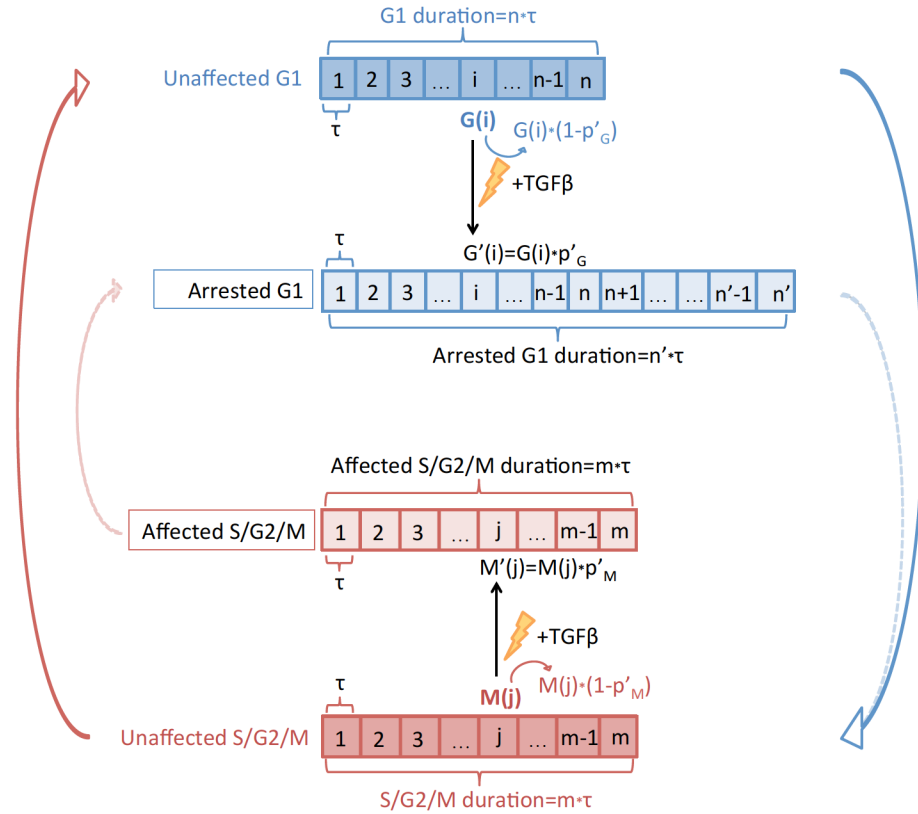 G1 duration=n*τ
Unaffected G1
1 2 3 ... i ... n-1 n
τ
G(i)
G(i)*(1-p'G)
+TGFβ
τ
G'(i)=G(i)*p'G
Arrested G1
1 2 3 ... i ... n-1 n n+1 ... ... n'-1 n'
Arrested G1 duration=n'*τ
Affected S/G2/M duration=m*τ
Affected S/G2/M
1 2 3 ... j ... m-1 m
τ
M'(j)=M(j)*p'M
+TGFβ
τ
M(j)
M(j)*(1-p'M)
Unaffected S/G2/M
1 2 3 ... j ... m-1 m
S/G2/M duration=m*τ